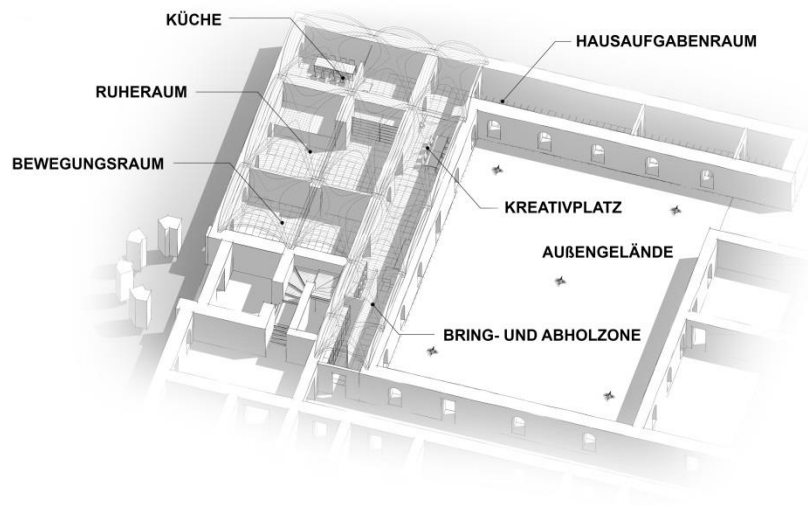 KÜCHE
HAUSAUFGABENRAUM
RUHERAUM
BEWEGUNGSRAUM
KREATIVPLATZ
AUßENGELÄNDE
BRING- UND ABHOLZONE